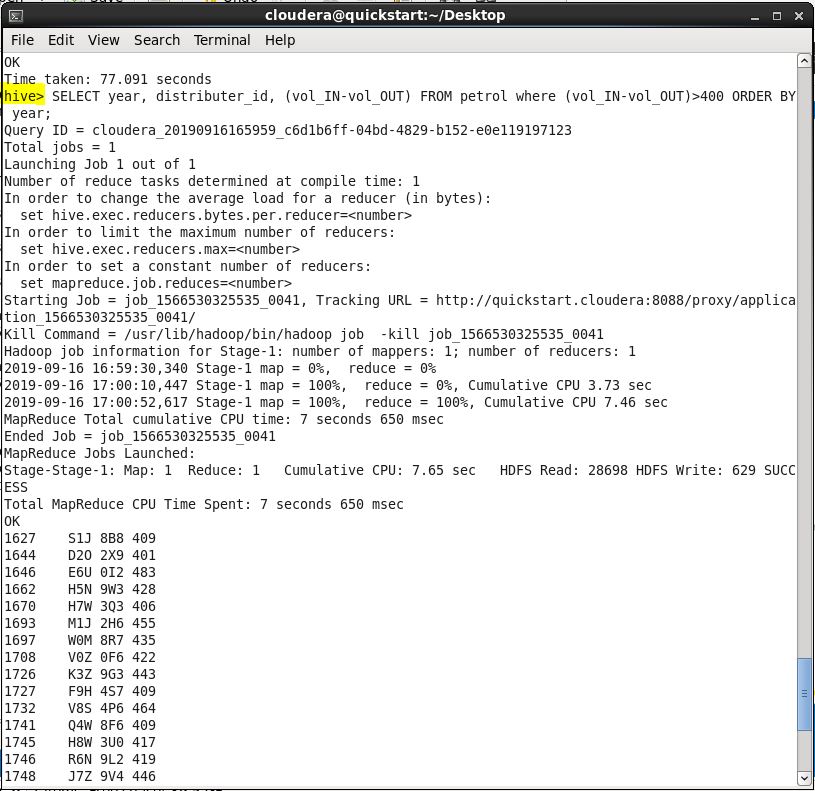 cloudera@quickstart:~/Desktop
File Edit View Search Terminal Help
OK
Time taken: 77.091 seconds
hive> SELECT year, distributer_id, (vol_IN-vol_OUT) FROM petrol where (vol_IN-vol_OUT)>400 ORDER BY
 year;
Query ID = cloudera_20190916165959_c6d1b6ff-04bd-4829-b152-e0e119197123
Total jobs = 1
Launching Job 1 out of 1
Number of reduce tasks determined at compile time: 1
In order to change the average load for a reducer (in bytes):
  set hive.exec.reducers.bytes.per.reducer=<number>
In order to limit the maximum number of reducers:
  set hive.exec.reducers.max=<number>
In order to set a constant number of reducers:
  set mapreduce.job.reduces=<number>
Starting Job = job_1566530325535_0041, Tracking URL = http://quickstart.cloudera:8088/proxy/applica
tion_1566530325535_0041/
Kill Command = /usr/lib/hadoop/bin/hadoop job  -kill job_1566530325535_0041
Hadoop job information for Stage-1: number of mappers: 1; number of reducers: 1
2019-09-16 16:59:30,340 Stage-1 map = 0%,  reduce = 0%
2019-09-16 17:00:10,447 Stage-1 map = 100%,  reduce = 0%, Cumulative CPU 3.73 sec
2019-09-16 17:00:52,617 Stage-1 map = 100%,  reduce = 100%, Cumulative CPU 7.46 sec
MapReduce Total cumulative CPU time: 7 seconds 650 msec
Ended Job = job_1566530325535_0041
MapReduce Jobs Launched:
Stage-Stage-1: Map: 1  Reduce: 1   Cumulative CPU: 7.65 sec   HDFS Read: 28698 HDFS Write: 629 SUCC
ESS
Total MapReduce CPU Time Spent: 7 seconds 650 msec
OK
1627    S1J 8B8 409
1644    D2O 2X9 401
1646    E6U 0I2 483
1662    H5N 9W3 428
1670    H7W 3Q3 406
1693    M1J 2H6 455
1697    W0M 8R7 435
1708    V0Z 0F6 422
1726    K3Z 9G3 443
1727    F9H 4S7 409
1732    V8S 4P6 464
1741    Q4W 8F6 409
1745    H8W 3U0 417
1746    R6N 9L2 419
1748    J7Z 9V4 446